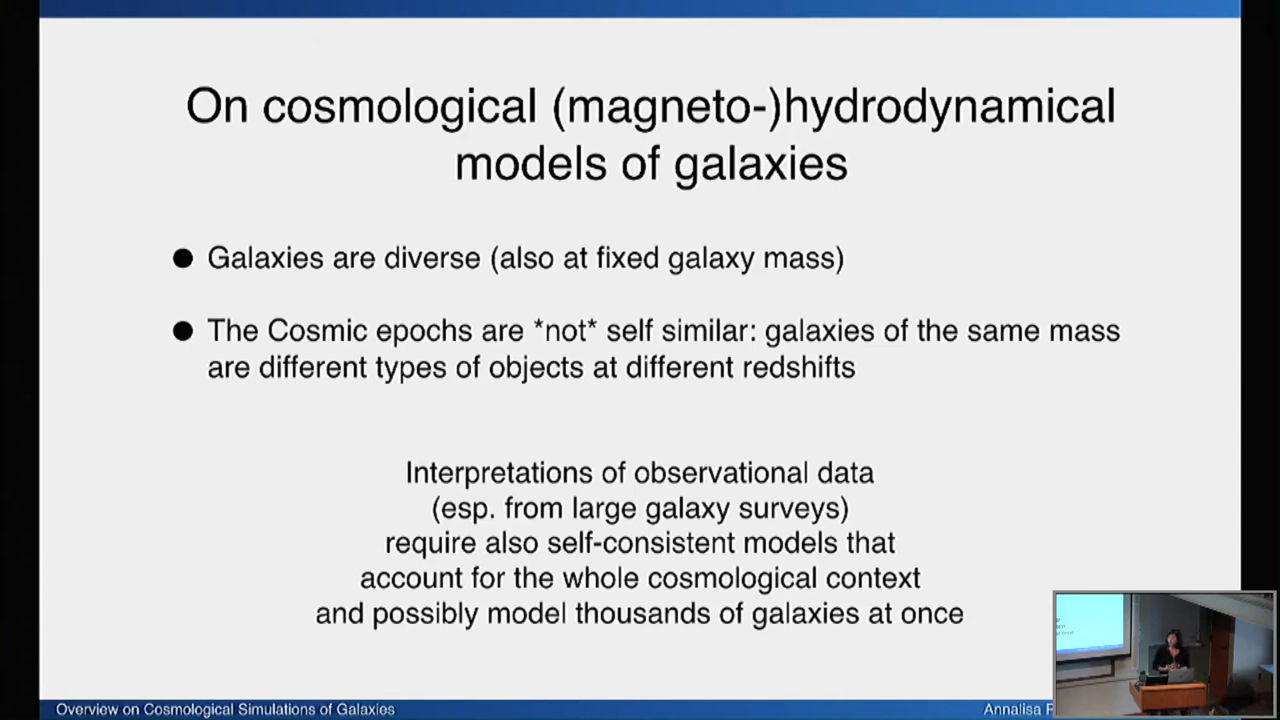 On cosmological (magneto-)hydrodynamical
models of galaxies
● Galaxies are diverse (also at fixed galaxy mass)
● The Cosmic epochs are *not* self similar: galaxies of the same mass
are different types of objects at different redshifts
Interpretations of observational data
(esp. from large galaxy surveys)
require also self-consistent models that
account for the whole cosmological context
and possibly model thousands of galaxies at once
Overview on Cosmological Simulations of Galaxies
Annalisa